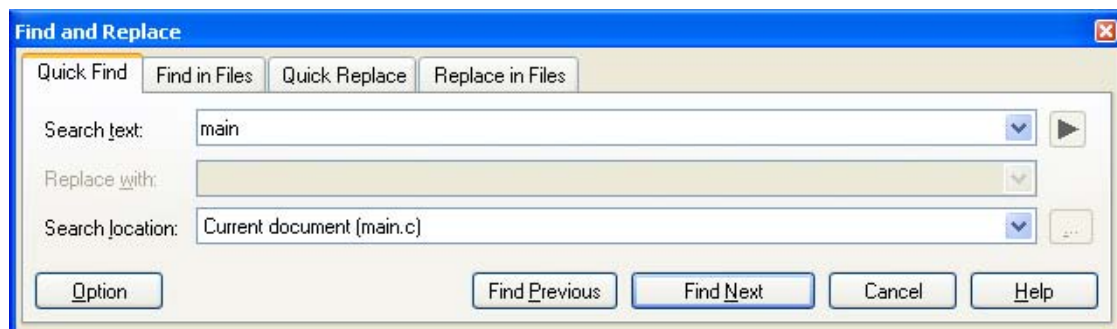 Find and Replace
Quick Find Find in Files Quick Replace Replace in Files
Search text: main
Replace with:
Search location: Current document (main.c) ...
Option Find Previous Find Next Cancel Help